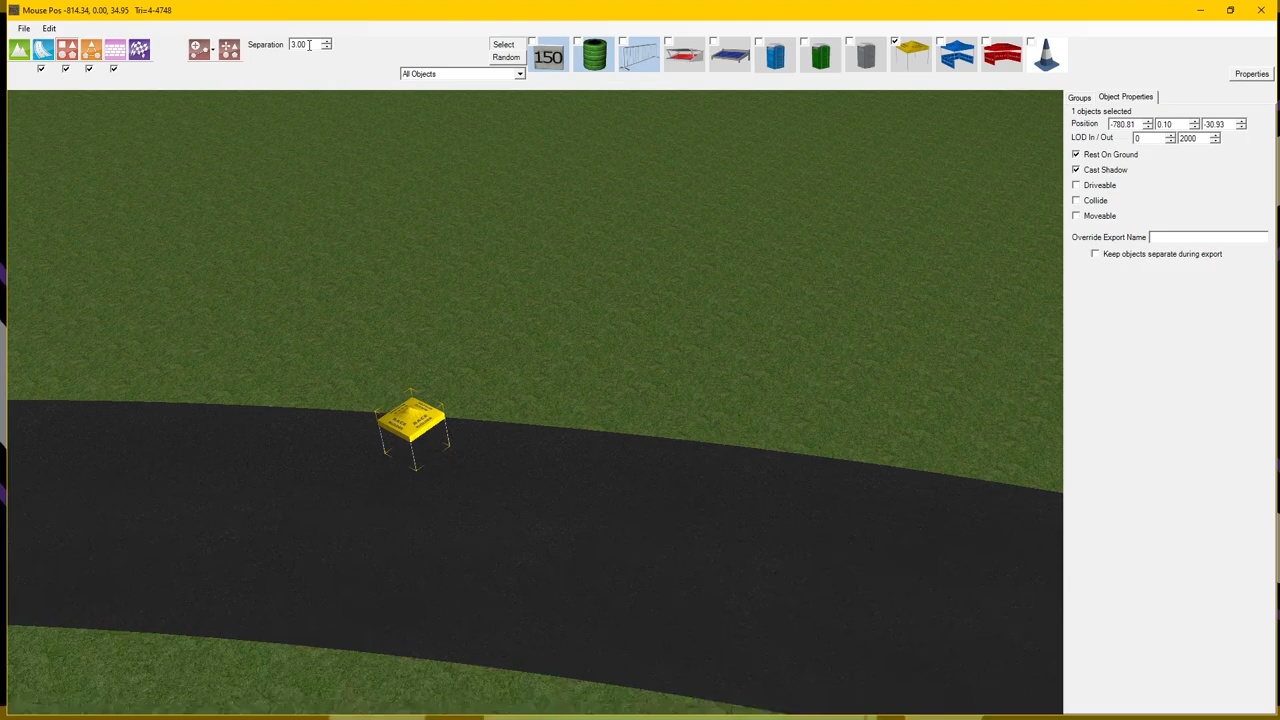 Mouse Pos -814.34, 0.00, 34.95 Tri=4-4748
File Edit
Separation 3.00
Select
Random
All Objects
150
Properties
Groups Object Properties
1 objects selected
Position -780.81 0.10 -30.93
LOD In / Out 0 2000
Rest On Ground
Cast Shadow
Driveable
Collide
Moveable
Override Export Name
Keep objects separate during export
RACE
RACE